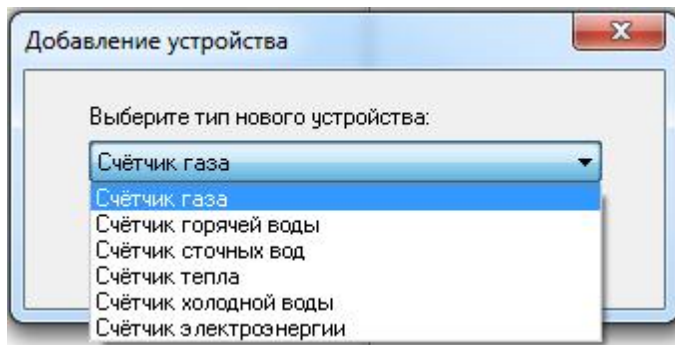 Добавление устройства
Выберите тип нового устройства:
Счётчик газа
Счётчик газа
Счётчик горячей воды
Счётчик сточных вод
Счётчик тепла
Счётчик холодной воды
Счётчик электроэнергии